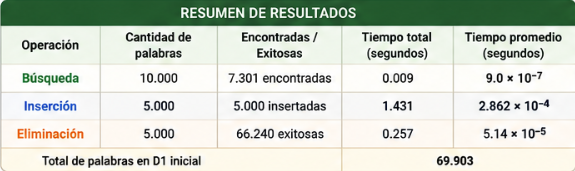 RESUMEN DE RESULTADOS
Operación Cantidad de palabras Encontradas / Exitosas Tiempo total (segundos) Tiempo promedio (segundos)
Búsqueda 10.000 7.301 encontradas 0.009 9.0 × 10⁻⁷
Inserción 5.000 5.000 insertadas 1.431 2.862 × 10⁻⁴
Eliminación 5.000 66.240 exitosas 0.257 5.14 × 10⁻⁵
Total de palabras en D1 inicial 69.903